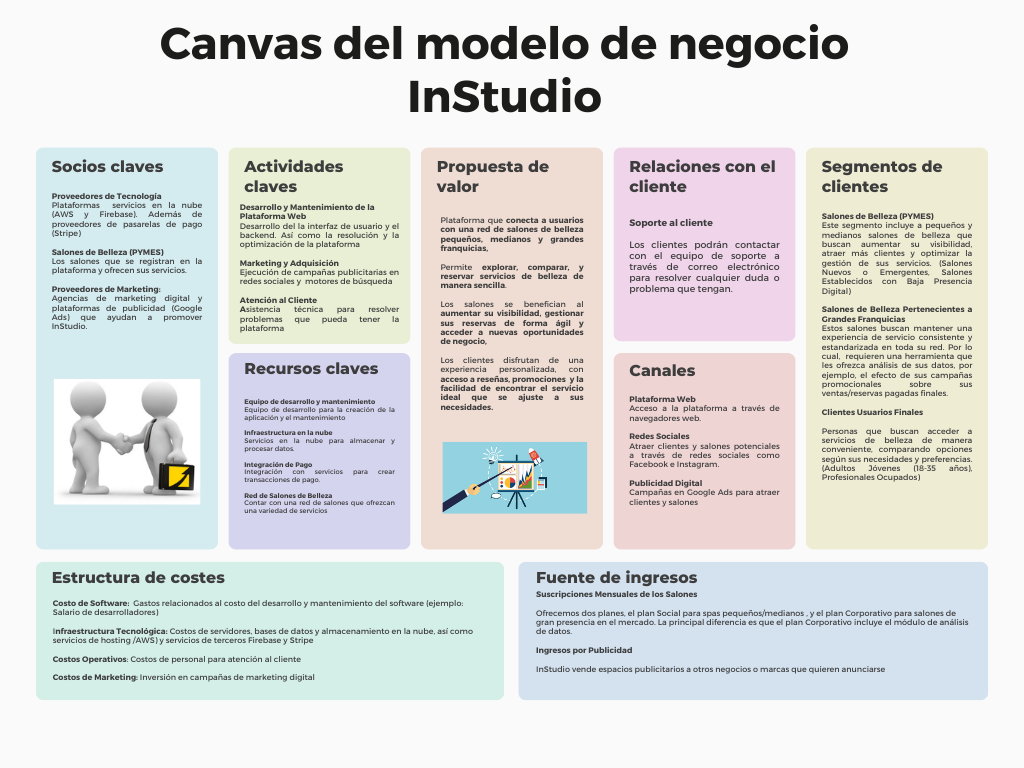 Canvas del modelo de negocio
InStudio
Socios claves
Proveedores de Tecnología
Plataformas servicios en la nube
(AWS y Firebase). Además de
proveedores de pasarelas de pago
(Stripe)
Salones de Belleza (PYMES)
Los salones que se registran en la
plataforma y ofrecen sus servicios.
Proveedores de Marketing:
Agencias de marketing digital y
plataformas de publicidad (Google
Ads) que ayudan a promover
InStudio.
Actividades
claves
Desarrollo y Mantenimiento de la
Plataforma Web
Desarrollo del la interfaz de usuario y el
backend. Así como la resolución y la
optimización de la plataforma
Marketing y Adquisición
Ejecución de campañas publicitarias en
redes sociales y motores de búsqueda
Atención al Cliente
Asistencia técnica para resolver
problemas que pueda tener la
plataforma
Recursos claves
Equipo de desarrollo y mantenimiento
Equipo de desarrollo para la creación de la
aplicación y el mantenimiento
Infraestructura en la nube
Servicios en la nube para almacenar y
procesar datos.
Integración de Pago
Integración con servicios para crear
transacciones de pago.
Red de Salones de Belleza
Contar con una red de salones que ofrezcan
una variedad de servicios
Propuesta de
valor
Plataforma que conecta a usuarios
con una red de salones de belleza
pequeños, medianos y grandes
franquicias,
Permite explorar, comparar, y
reservar servicios de belleza de
manera sencilla.
Los salones se benefician al
aumentar su visibilidad, gestionar
sus reservas de forma ágil y
acceder a nuevas oportunidades
de negocio,
Los clientes disfrutan de una
experiencia personalizada, con
acceso a reseñas, promociones y la
facilidad de encontrar el servicio
ideal que se ajuste a sus
necesidades.
Relaciones con el
cliente
Soporte al cliente
Los clientes podrán contactar
con el equipo de soporte a
través de correo electrónico
para resolver cualquier duda o
problema que tengan.
Canales
Plataforma Web
Acceso a la plataforma a través de
navegadores web.
Redes Sociales
Atraer clientes y salones potenciales
a través de redes sociales como
Facebook e Instagram.
Publicidad Digital
Campañas en Google Ads para atraer
clientes y salones
Segmentos de
clientes
Salones de Belleza (PYMES)
Este segmento incluye a pequeños y
medianos salones de belleza que
buscan aumentar su visibilidad,
atraer más clientes y optimizar la
gestión de sus servicios. (Salones
Nuevos o Emergentes, Salones
Establecidos con Baja Presencia
Digital)
Salones de Belleza Pertenecientes a
Grandes Franquicias
Estos salones buscan mantener una
experiencia de servicio consistente y
estandarizada en toda su red. Por lo
cual, requieren una herramienta que
les ofrezca análisis de sus datos, por
ejemplo, el efecto de sus campañas
promocionales sobre sus
ventas/reservas pagadas finales.
Clientes Usuarios Finales
Personas que buscan acceder a
servicios de belleza de manera
conveniente, comparando opciones
según sus necesidades y preferencias.
(Adultos Jóvenes (18-35 años),
Profesionales Ocupados)
Estructura de costes
Costo de Software: Gastos relacionados al costo del desarrollo y mantenimiento del software (ejemplo:
Salario de desarrolladores)
Infraestructura Tecnológica: Costos de servidores, bases de datos y almacenamiento en la nube, así como
servicios de hosting /AWS) y servicios de terceros Firebase y Stripe
Costos Operativos: Costos de personal para atención al cliente
Costos de Marketing: Inversión en campañas de marketing digital
Fuente de ingresos
Suscripciones Mensuales de los Salones
Ofrecemos dos planes, el plan Social para spas pequeños/medianos , y el plan Corporativo para salones de
gran presencia en el mercado. La principal diferencia es que el plan Corporativo incluye el módulo de análisis
de datos.
Ingresos por Publicidad
InStudio vende espacios publicitarios a otros negocios o marcas que quieren anunciarse